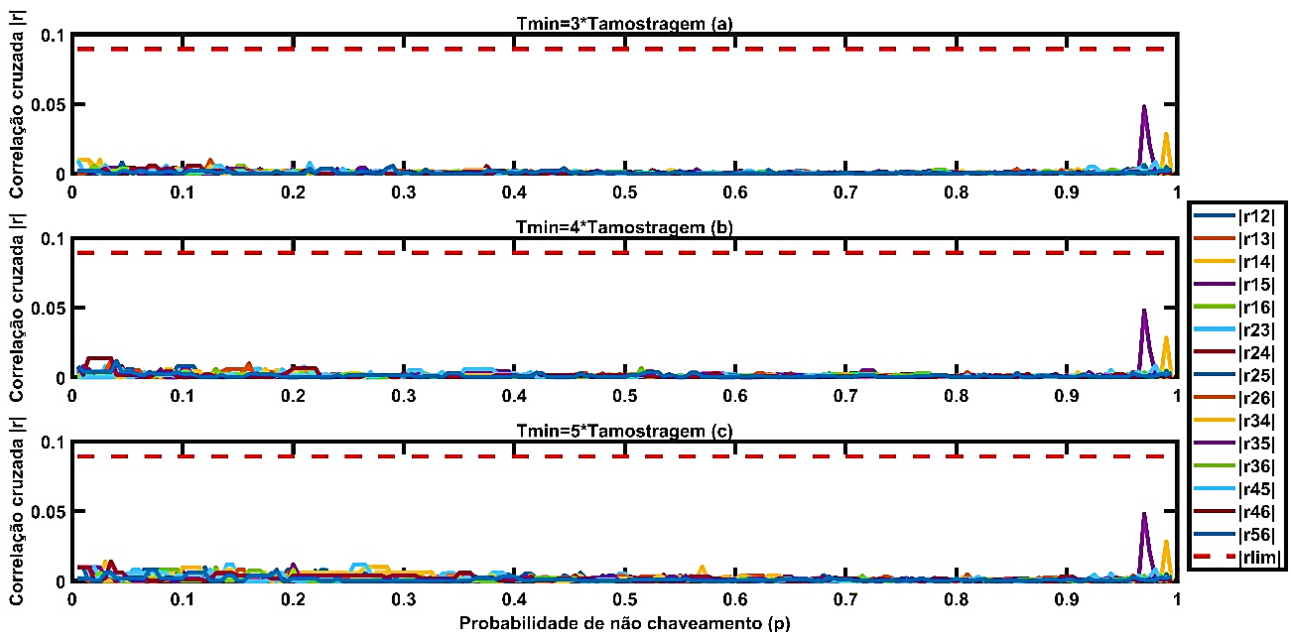 Tmin=3*Tamostragem (a)
Correlação cruzada |r|
0.1
0.05
0
0 0.1 0.2 0.3 0.4 0.5 0.6 0.7 0.8 0.9 1
Tmin=4*Tamostragem (b)
Correlação cruzada |r|
0.1
0.05
0
0 0.1 0.2 0.3 0.4 0.5 0.6 0.7 0.8 0.9 1
Tmin=5*Tamostragem (c)
Correlação cruzada |r|
0.1
0.05
0
0 0.1 0.2 0.3 0.4 0.5 0.6 0.7 0.8 0.9 1
Probabilidade de não chaveamento (p)
|r12|
|r13|
|r14|
|r15|
|r16|
|r23|
|r24|
|r25|
|r26|
|r34|
|r35|
|r36|
|r45|
|r46|
|r56|
|rlim|